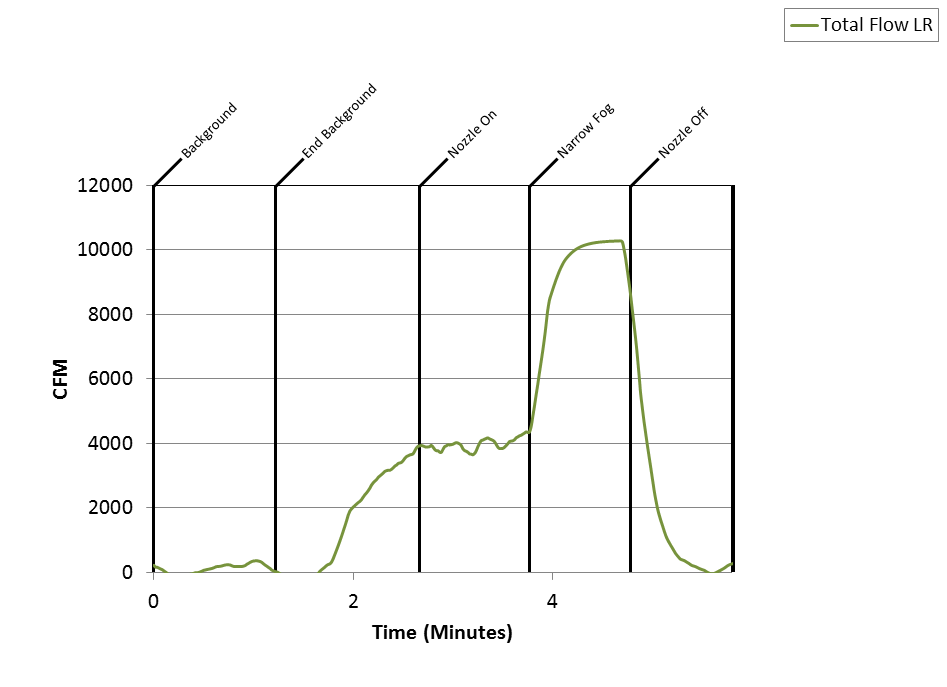 Total Flow LR
Background
End Background
Nozzle On
Narrow Fog
Nozzle Off
12000
10000
8000
6000
4000
2000
0
CFM
0 2 4
Time (Minutes)